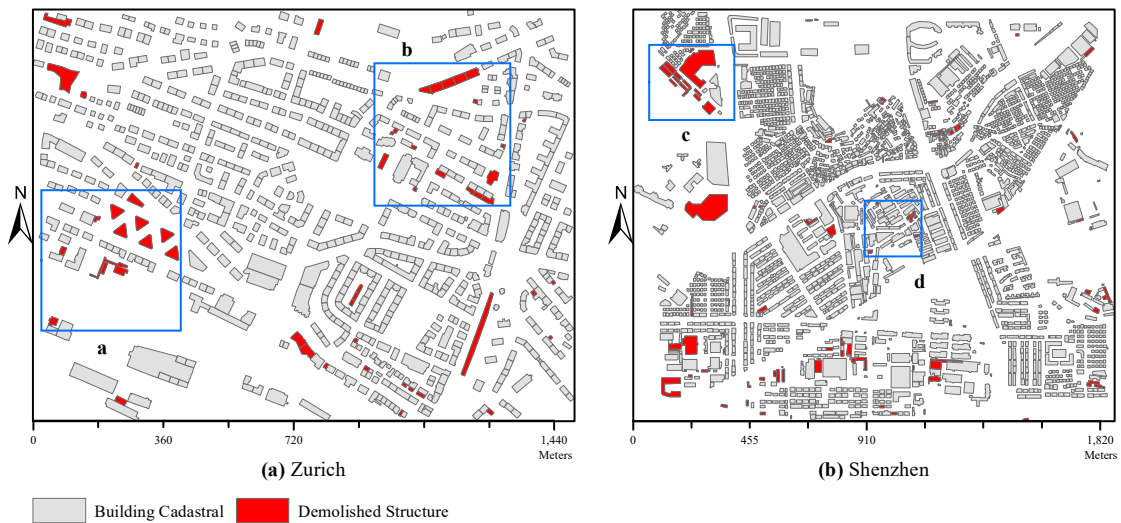 b
c
N
N
d
a
0 360 720 1,440
Meters
0 455 910 1,820
Meters
(a) Zurich
(b) Shenzhen
Building Cadastral
Demolished Structure